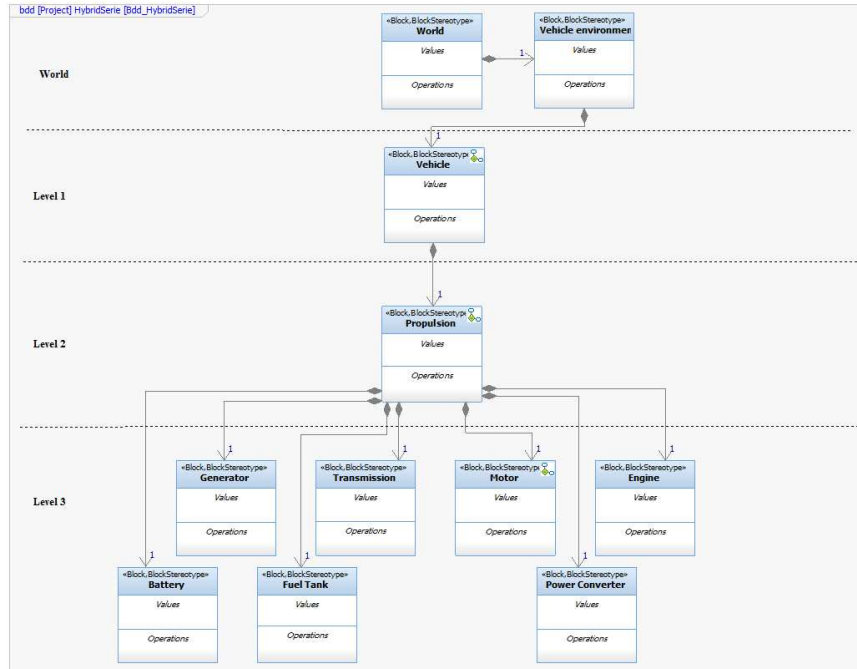 bdd [Project] HybridSerie [Bdd_HybridSerie]
World
«Block,BlockStereotype»
World
Values
Operations
1
«Block,BlockStereotype»
Vehicle environmen
Values
Operations
Level 1
1
«Block,BlockStereotype
Vehicle
Values
Operations
Level 2
1
«Block,BlockStereotype
Propulsion
Values
Operations
Level 3
1
«Block,BlockStereotype»
Generator
Values
Operations
1
«Block,BlockStereotype»
Transmission
Values
Operations
1
«Block,BlockStereotype
Motor
Values
Operations
1
«Block,BlockStereotype»
Engine
Values
Operations
1
«Block,BlockStereotype»
Battery
Values
Operations
1
«Block,BlockStereotype»
Fuel Tank
Values
Operations
1
«Block,BlockStereotype»
Power Converter
Values
Operations